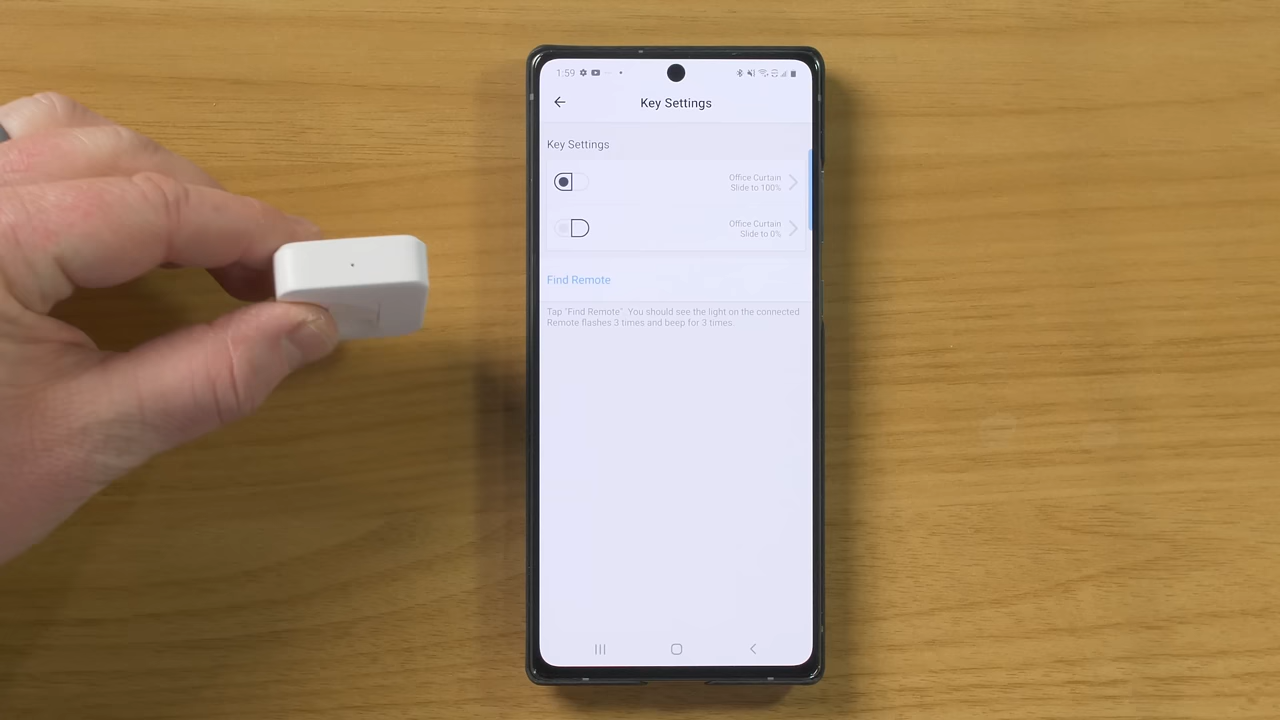 1:59
Key Settings
Key Settings
Office Curtain
Slide to 100%
Office Curtain
Slide to 0%
Find Remote
Tap "Find Remote". You should see the light on the connected
Remote flashes 3 times and beep for 3 times.